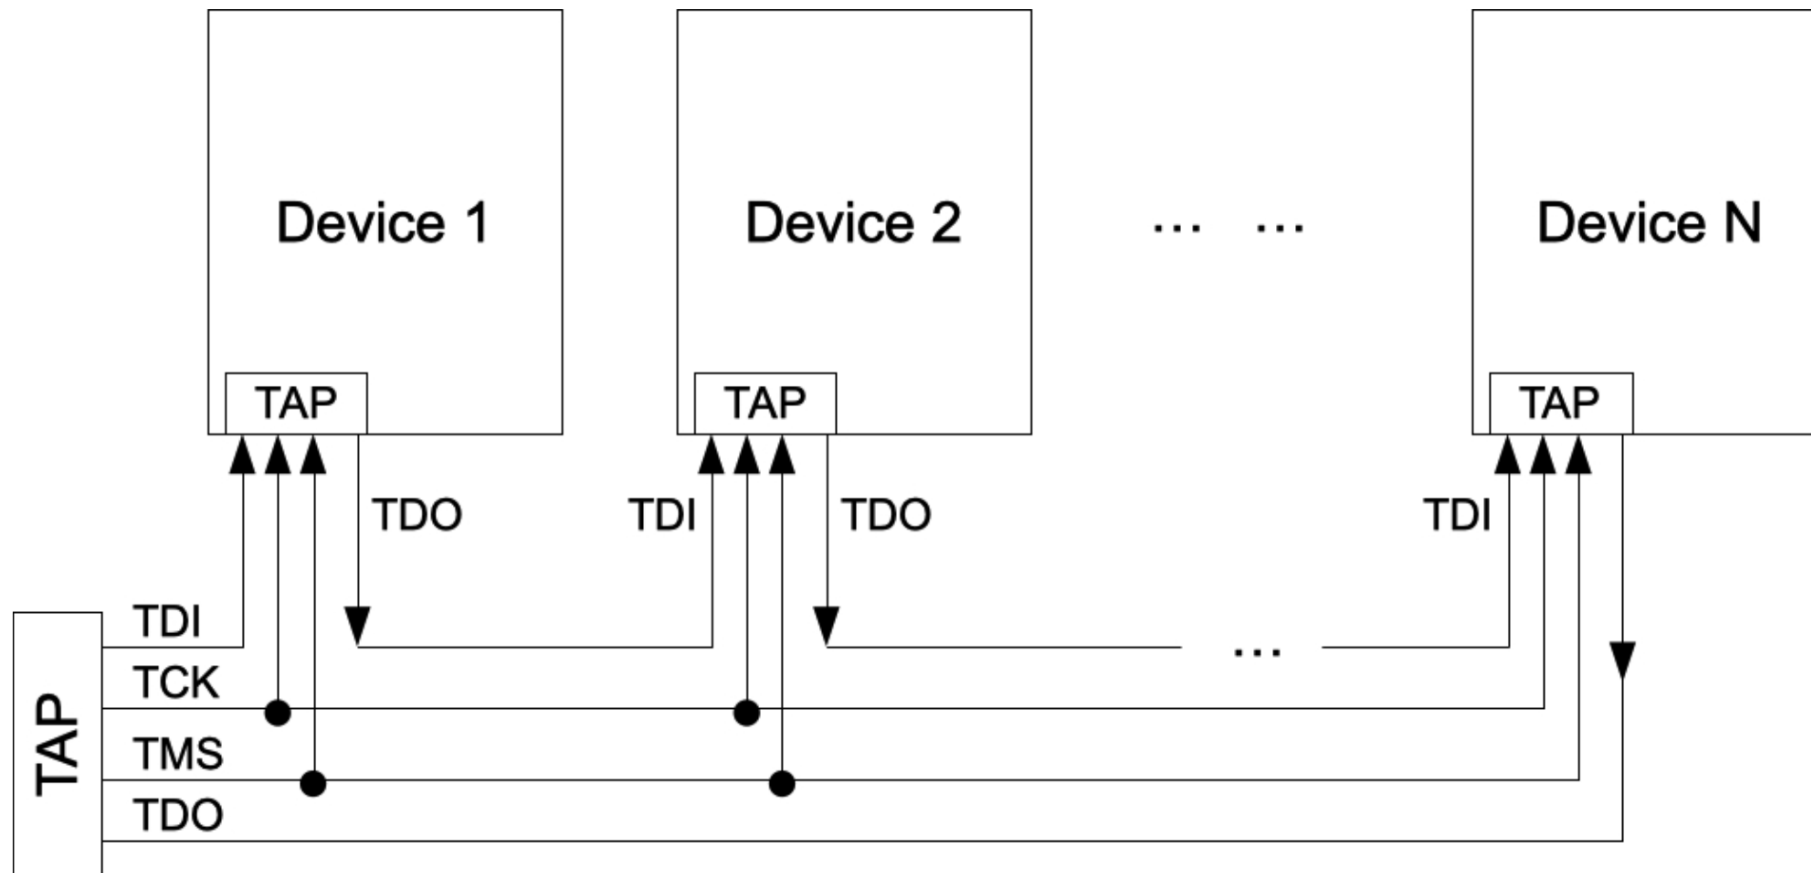 Device 1
Device 2
... ...
Device N
TAP
TAP
TAP
TDO
TDI
TDO
TDI
TDI
...
TCK
TMS
TDO
TAP